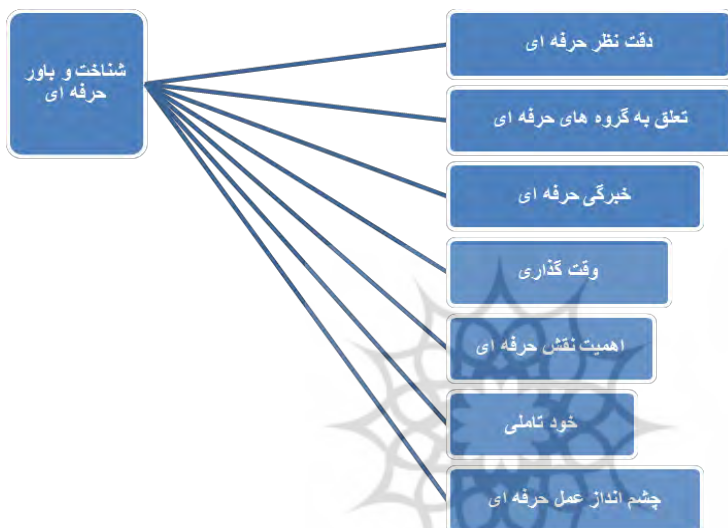 شناخت و باور
حرفه ای
دقت نظر حرفه ای
تعلق به گروه های حرفه ای
خبرگی حرفه ای
وقت گذاری
اهمیت نقش حرفه ای
خود تاملی
چشم انداز عمل حرفه ای